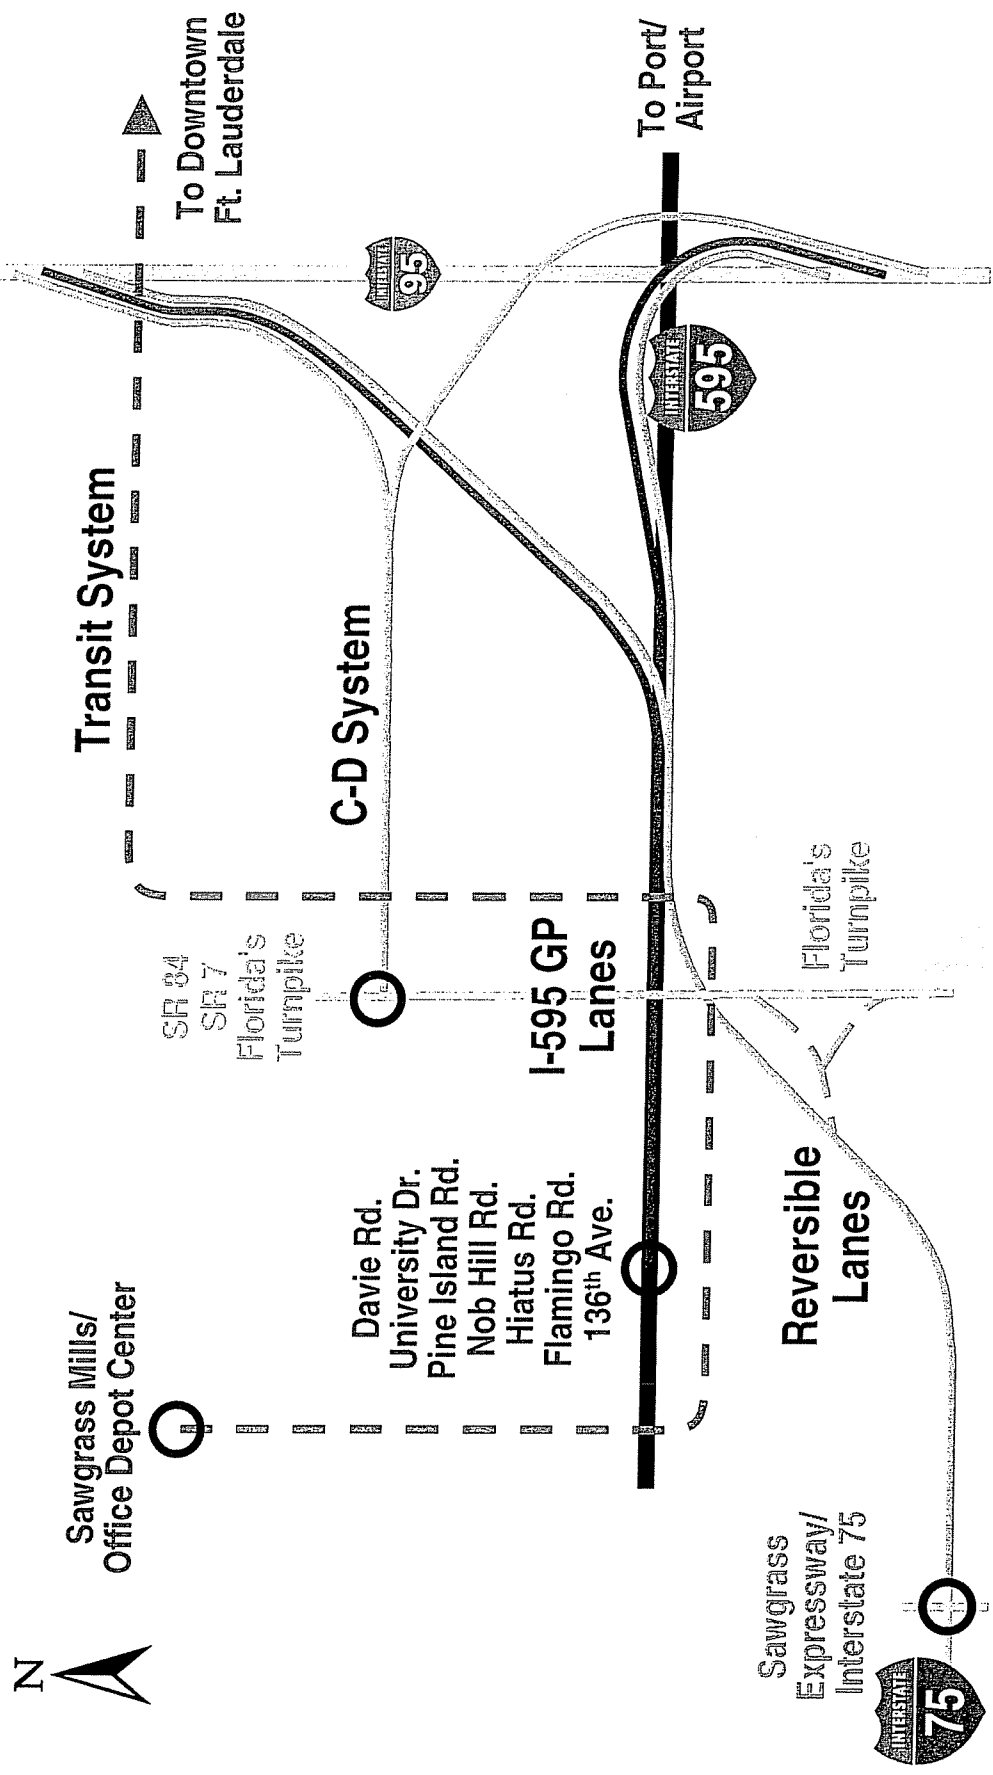 N
Sawgrass Mills/
Office Depot Center
Transit System
To Downtown
Ft. Lauderdale
SR 84
SR 7
Florida's
Turnpike
C-D System
INTERSTATE
95
Davie Rd.
University Dr.
Pine Island Rd.
Nob Hill Rd.
Hiatus Rd.
Flamingo Rd.
136th Ave.
I-595 GP
Lanes
INTERSTATE
595
To Port/
Airport
Sawgrass
Expressway/
Interstate 75
INTERSTATE
75
Reversible
Lanes
Florida's
Turnpike